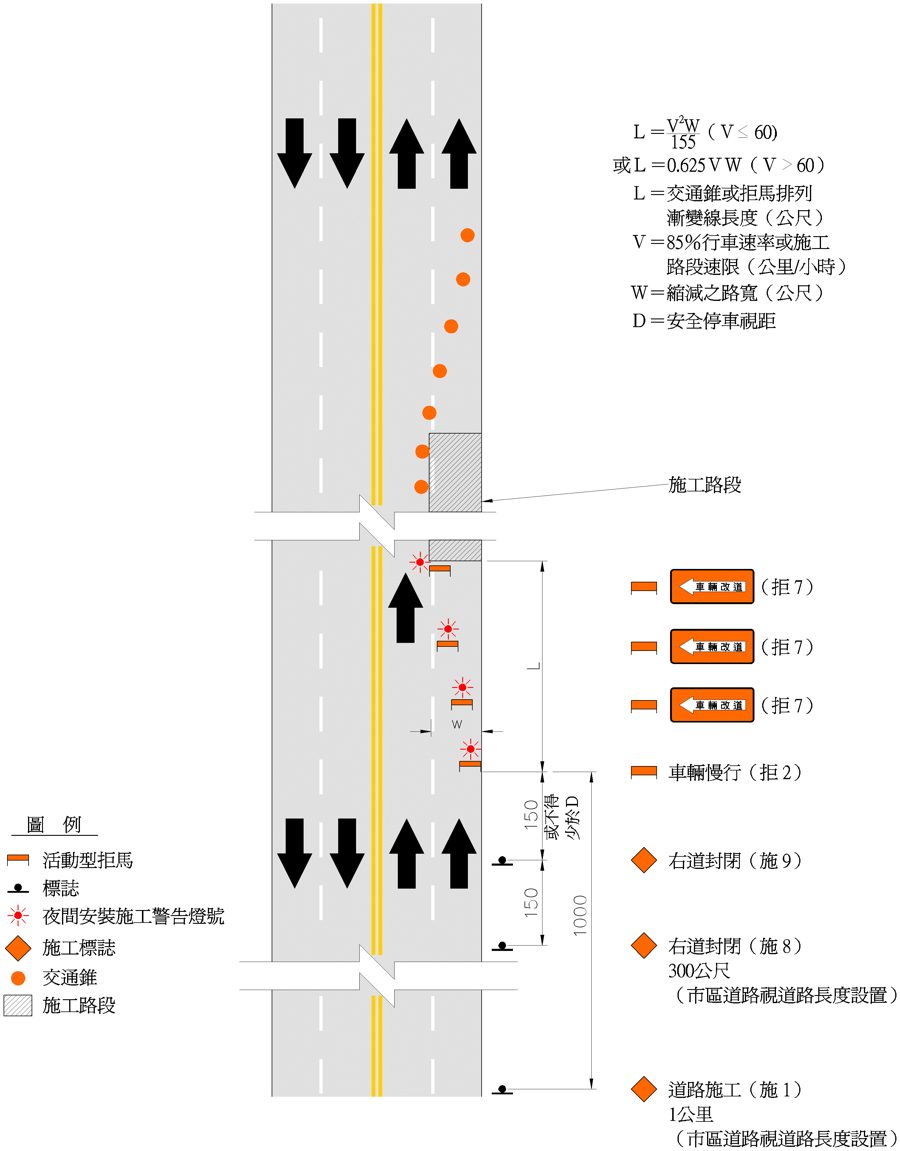 L＝V²W/155（V≤60）
或L＝0.625VW（V>60）
L＝交通錐或拒馬排列
漸變線長度（公尺）
V＝85%行車速率或施工
路段速限（公里/小時）
W＝縮減之路寬（公尺）
D＝安全停車視距
施工路段
車輛改道（拒7）
車輛改道（拒7）
車輛改道（拒7）
L
W
車輛慢行（拒2）
150
或不得
少於D
右道封閉（施9）
150
1000
右道封閉（施8）
300公尺
（市區道路視道路長度設置）
道路施工（施1）
1公里
（市區道路視道路長度設置）
圖 例
活動型拒馬
標誌
夜間安裝施工警告燈號
施工標誌
交通錐
施工路段